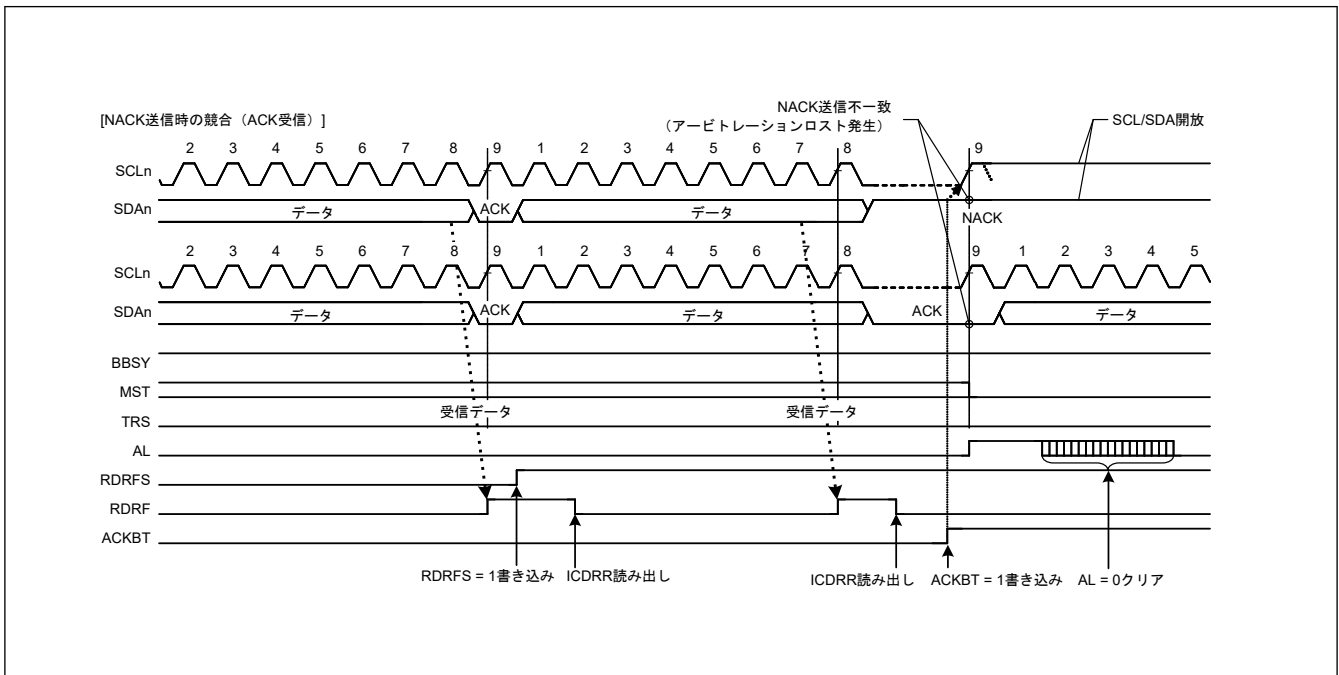 [NACK送信時の競合（ACK受信）]
NACK送信不一致
（アービトレーションロスト発生）
SCL/SDA開放
2 3 4 5 6 7 8 9 1 2 3 4 5 6 7 8 9
SCLn
SDAn
データ ACK データ NACK
2 3 4 5 6 7 8 9 1 2 3 4 5 6 7 8 9 1 2 3 4 5
SCLn
SDAn
データ ACK データ ACK データ
BBSY
MST
受信データ 受信データ
TRS
AL
RDRFS
RDRF
ACKBT
RDRFS = 1書き込み ICDRR読み出し ICDRR読み出し ACKBT = 1書き込み AL = 0クリア